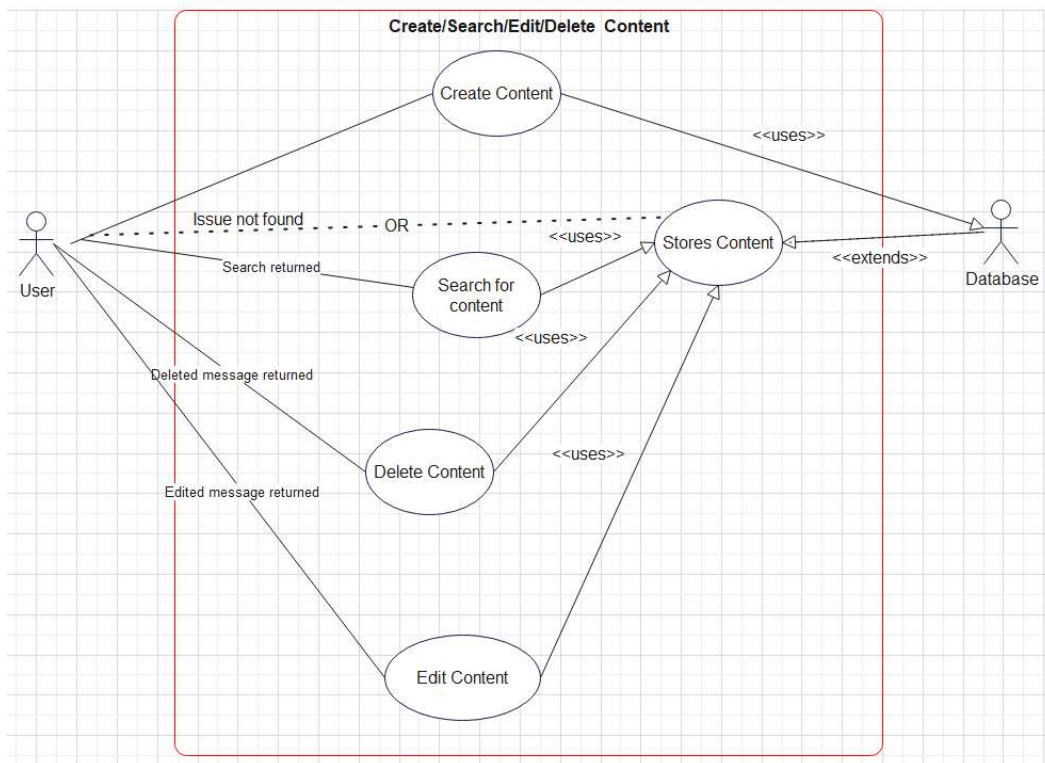 Create/Search/Edit/Delete Content
Create Content
<<uses>>
Issue not found
OR
<<uses>>
Stores Content
<<extends>>
User
Database
Search returned
Search for
content
<<uses>>
Deleted message returned
Delete Content
<<uses>>
Edited message returned
Edit Content